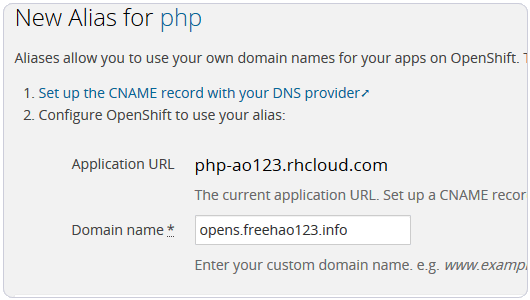 New Alias for php
Aliases allow you to use your own domain names for your apps on OpenShift.
1. Set up the CNAME record with your DNS provider↗
2. Configure OpenShift to use your alias:
Application URL php-ao123.rhcloud.com
The current application URL. Set up a CNAME
Domain name * opens.freehao123.info
Enter your custom domain name. e.g.